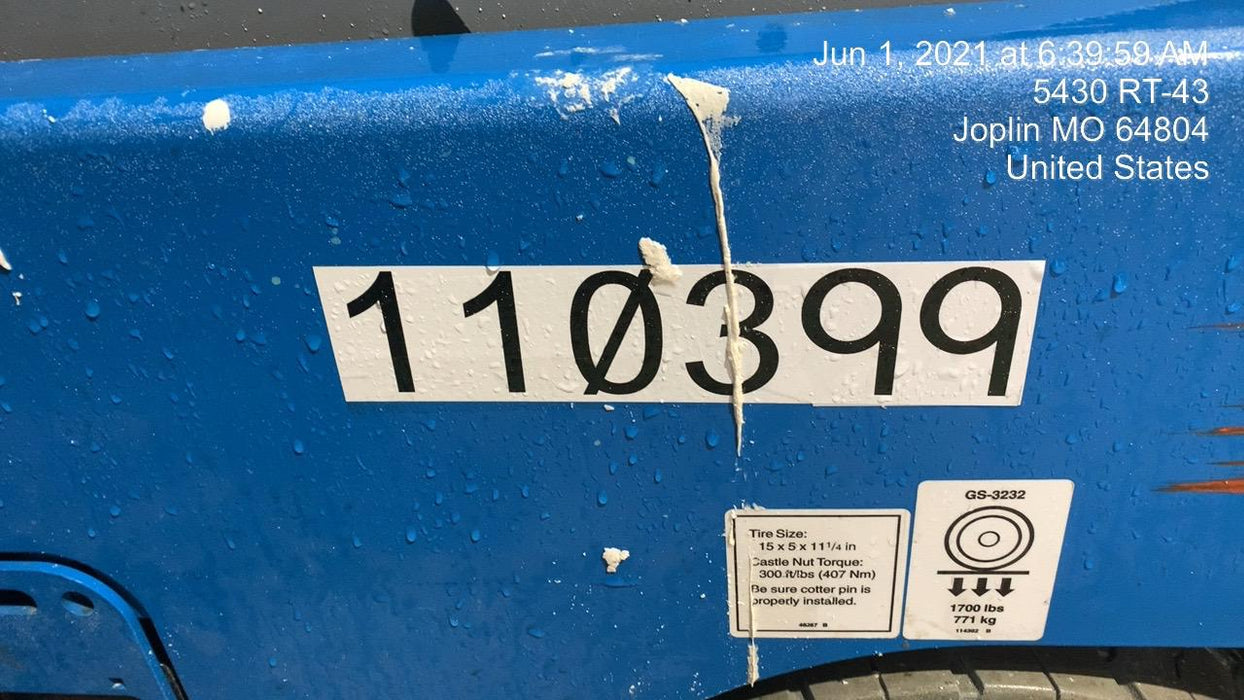 Jun 1, 2021 at 6:39:59 AM
5430 RT-43
Joplin MO 64804
United States
110399
GS-3232
Tire Size:
15 x 5 x 11 1/4 in
Castle Nut Torque:
300 ft/lbs (407 Nm)
Be sure cotter pin is
properly installed.
1700 lbs
771 kg